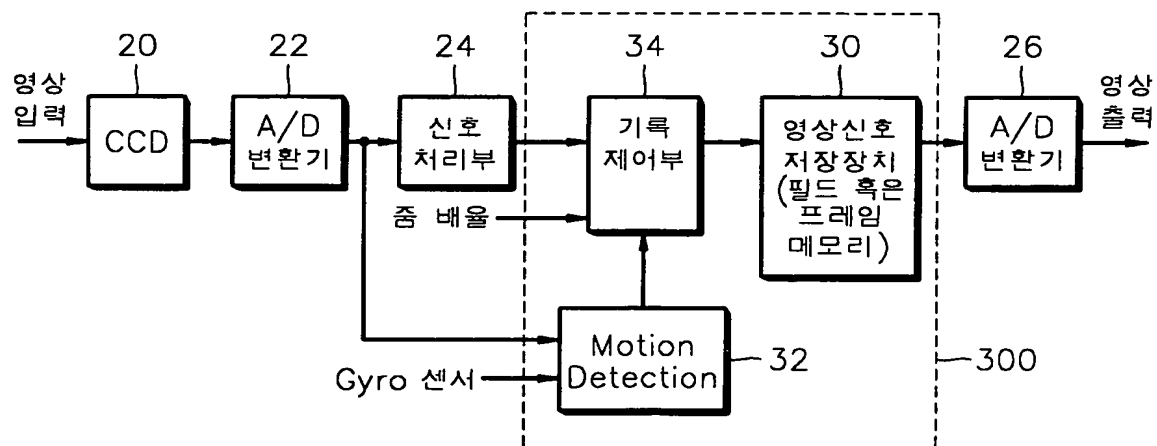 20
22
24
34
30
26
영상
입력
CCD
A/D
변환기
신호
처리부
기록
제어부
영상신호
저장장치
(필드 혹은
프레임
메모리)
A/D
변환기
영상
출력
줌 배율
Motion
Detection
32
300
Gyro 센서